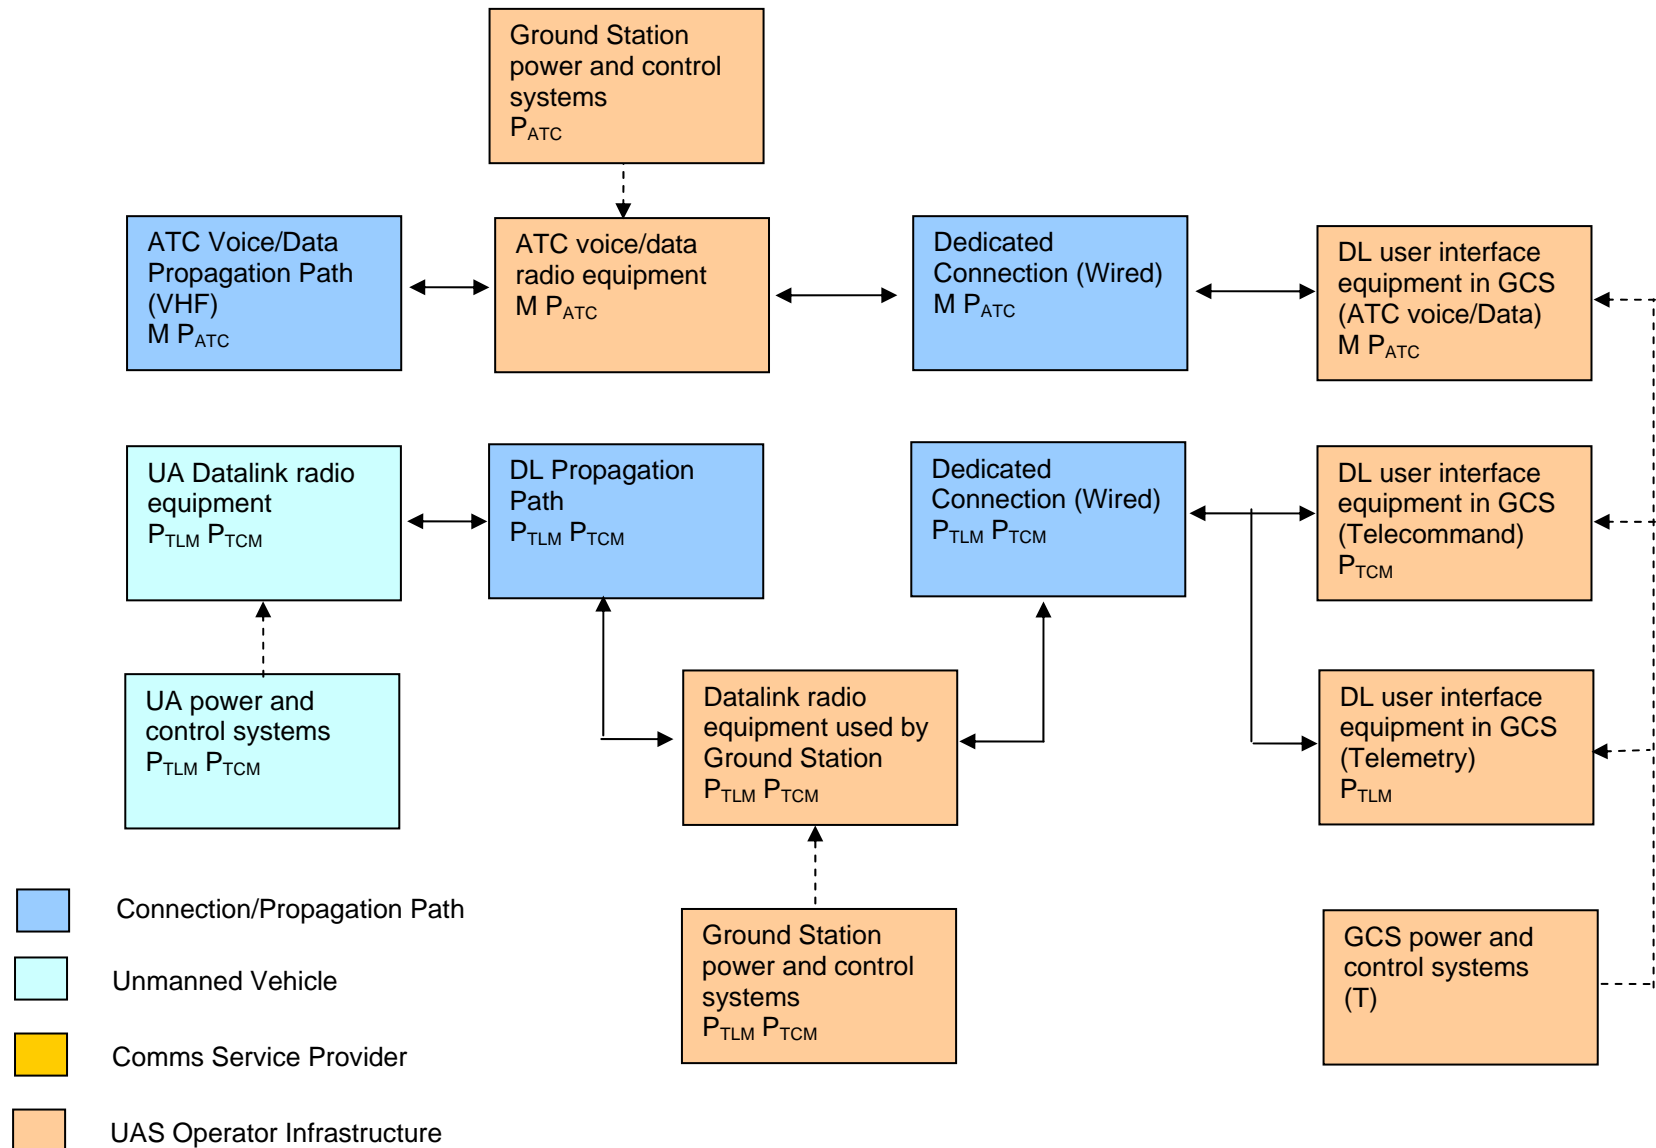 Ground Station
power and control
systems
PATC
ATC Voice/Data
Propagation Path
(VHF)
M PATC
ATC voice/data
radio equipment
M PATC
Dedicated
Connection (Wired)
M PATC
DL user interface
equipment in GCS
(ATC voice/Data)
M PATC
UA Datalink radio
equipment
PTLM PTCM
DL Propagation
Path
PTLM PTCM
Dedicated
Connection (Wired)
PTLM PTCM
DL user interface
equipment in GCS
(Telecommand)
PTCM
UA power and
control systems
PTLM PTCM
Datalink radio
equipment used by
Ground Station
PTLM PTCM
DL user interface
equipment in GCS
(Telemetry)
PTLM
Ground Station
power and control
systems
PTLM PTCM
GCS power and
control systems
(T)
Connection/Propagation Path
Unmanned Vehicle
Comms Service Provider
UAS Operator Infrastructure